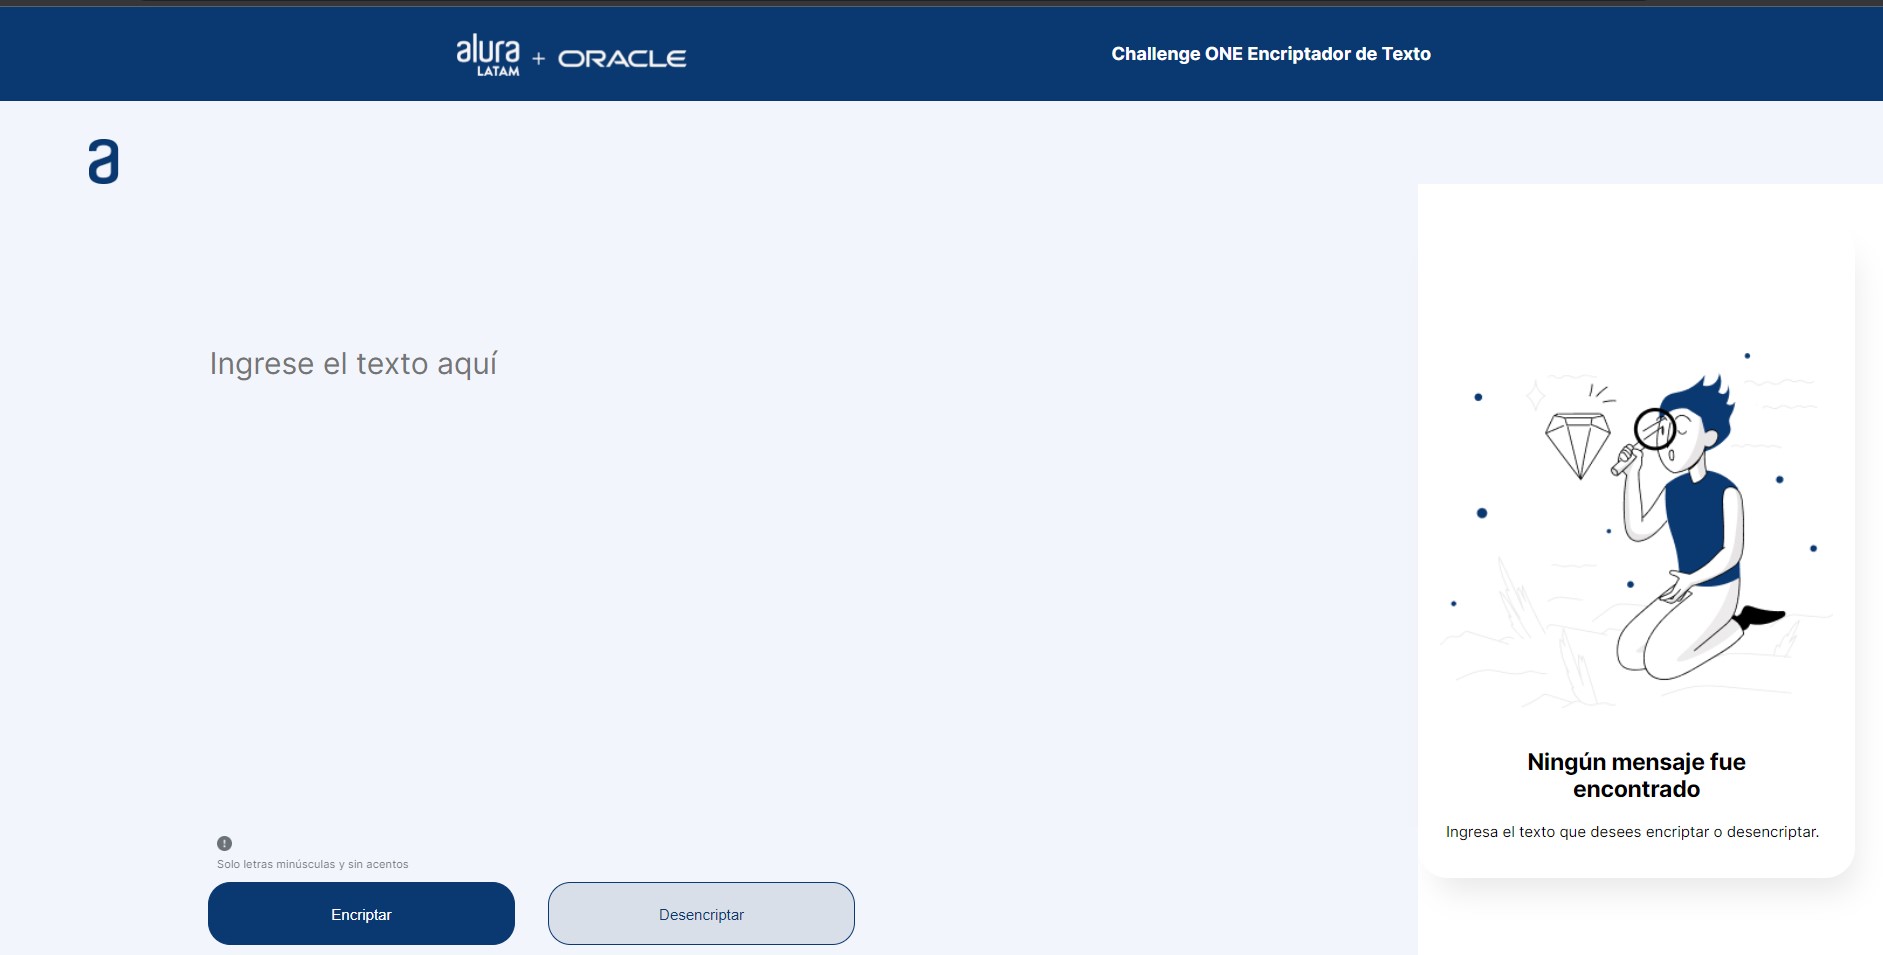 alura LATAM + ORACLE
Challenge ONE Encriptador de Texto
a
Ingrese el texto aquí
Solo letras minúsculas y sin acentos
Encriptar
Desencriptar
Ningún mensaje fue
encontrado
Ingresa el texto que desees encriptar o desencriptar.